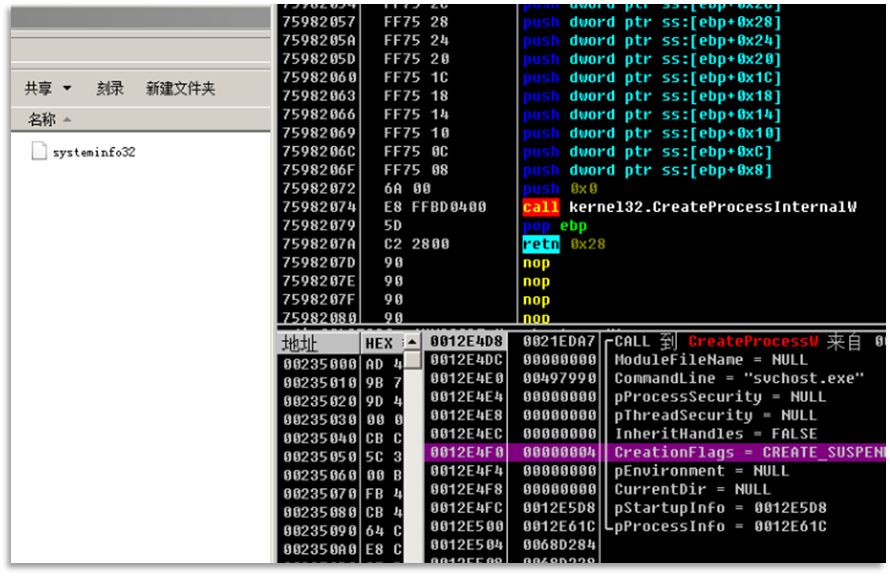 共享 刻录 新建文件夹
名称
systeminfo32
75982057 FF75 28 push dword ptr ss:[ebp+0x28]
7598205A FF75 24 push dword ptr ss:[ebp+0x24]
7598205D FF75 20 push dword ptr ss:[ebp+0x20]
75982060 FF75 1C push dword ptr ss:[ebp+0x1C]
75982063 FF75 18 push dword ptr ss:[ebp+0x18]
75982066 FF75 14 push dword ptr ss:[ebp+0x14]
75982069 FF75 10 push dword ptr ss:[ebp+0x10]
7598206C FF75 0C push dword ptr ss:[ebp+0xC]
7598206F FF75 08 push dword ptr ss:[ebp+0x8]
75982072 6A 00 push 0x0
75982074 E8 FFBD0400 call kernel32.CreateProcessInternalW
75982079 5D pop ebp
7598207A C2 2800 retn 0x28
7598207D 90 nop
7598207E 90 nop
7598207F 90 nop
75982080 90 nop
地址 HEX
00235000 AD 4
00235010 9B 7
00235020 9D 4
00235030 00 0
00235040 CB C
00235050 5C 3
00235060 00 B
00235070 FB 4
00235080 CB 4
00235090 64 C
002350A0 E8 C
0012E4D8 0021EDA7 CALL 到 CreateProcessW 来自
0012E4DC 00000000 ModuleFileName = NULL
0012E4E0 00497990 CommandLine = "svchost.exe"
0012E4E4 00000000 pProcessSecurity = NULL
0012E4E8 00000000 pThreadSecurity = NULL
0012E4EC 00000000 InheritHandles = FALSE
0012E4F0 00000004 CreationFlags = CREATE_SUSPEN
0012E4F4 00000000 pEnvironment = NULL
0012E4F8 00000000 CurrentDir = NULL
0012E4FC 0012E5D8 pStartupInfo = 0012E5D8
0012E500 0012E61C pProcessInfo = 0012E61C
0012E504 0068D284